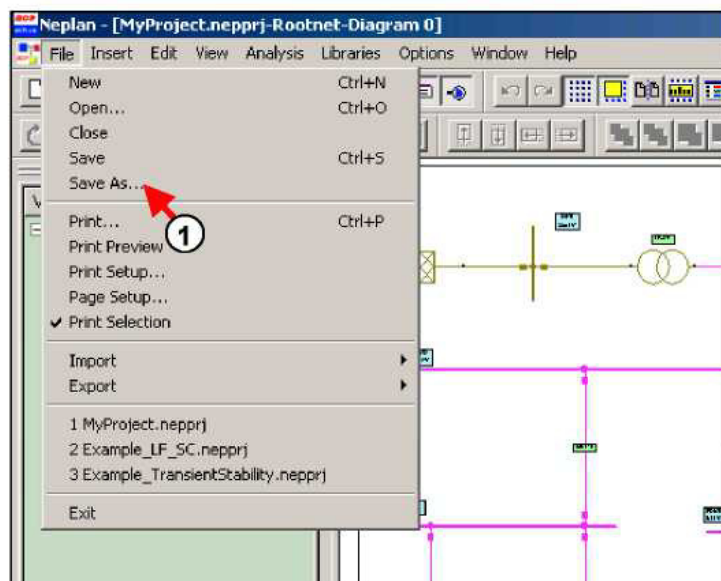 Neplan - [MyProject.nepprj-Rootnet-Diagram 0]
File Insert Edit View Analysis Libraries Options Window Help
New Ctrl+N
Open... Ctrl+O
Close
Save Ctrl+S
Save As...
1
Print... Ctrl+P
Print Preview
Print Setup...
Page Setup...
Print Selection
Import
Export
1 MyProject.nepprj
2 Example_LF_SC.nepprj
3 Example_TransientStability.nepprj
Exit